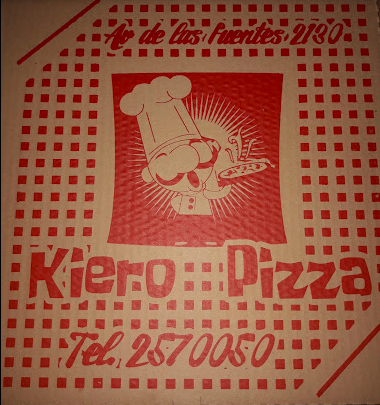 Av de las fuentes 2130
Kiero Pizza
Tel. 2570050